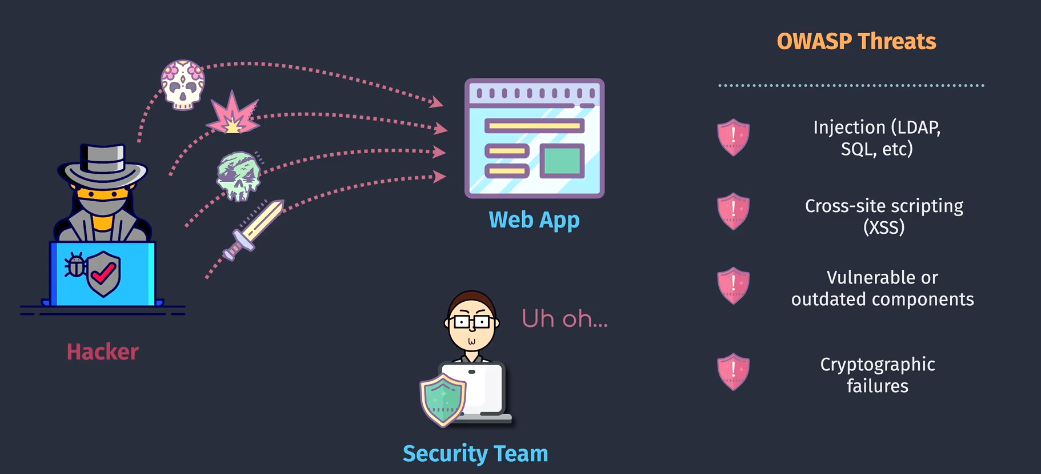 OWASP Threats
Injection (LDAP,
SQL, etc)
Cross-site scripting
(XSS)
Vulnerable or
outdated components
Cryptographic
failures
Web App
Uh oh...
Hacker
Security Team